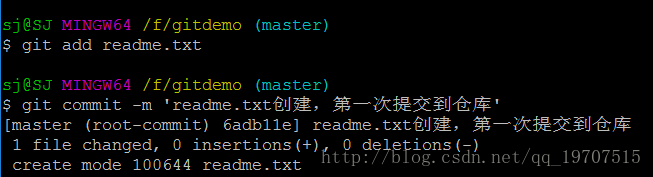 sj@SJ MINGW64 /f/gitdemo (master)
$ git add readme.txt
sj@SJ MINGW64 /f/gitdemo (master)
$ git commit -m 'readme.txt创建，第一次提交到仓库'
[master (root-commit) 6adb11e] readme.txt创建，第一次提交到仓库
1 file changed, 0 insertions(+), 0 deletions(-)
create mode 100644 readme.txt
http://blog.csdn.net/qq_19707515